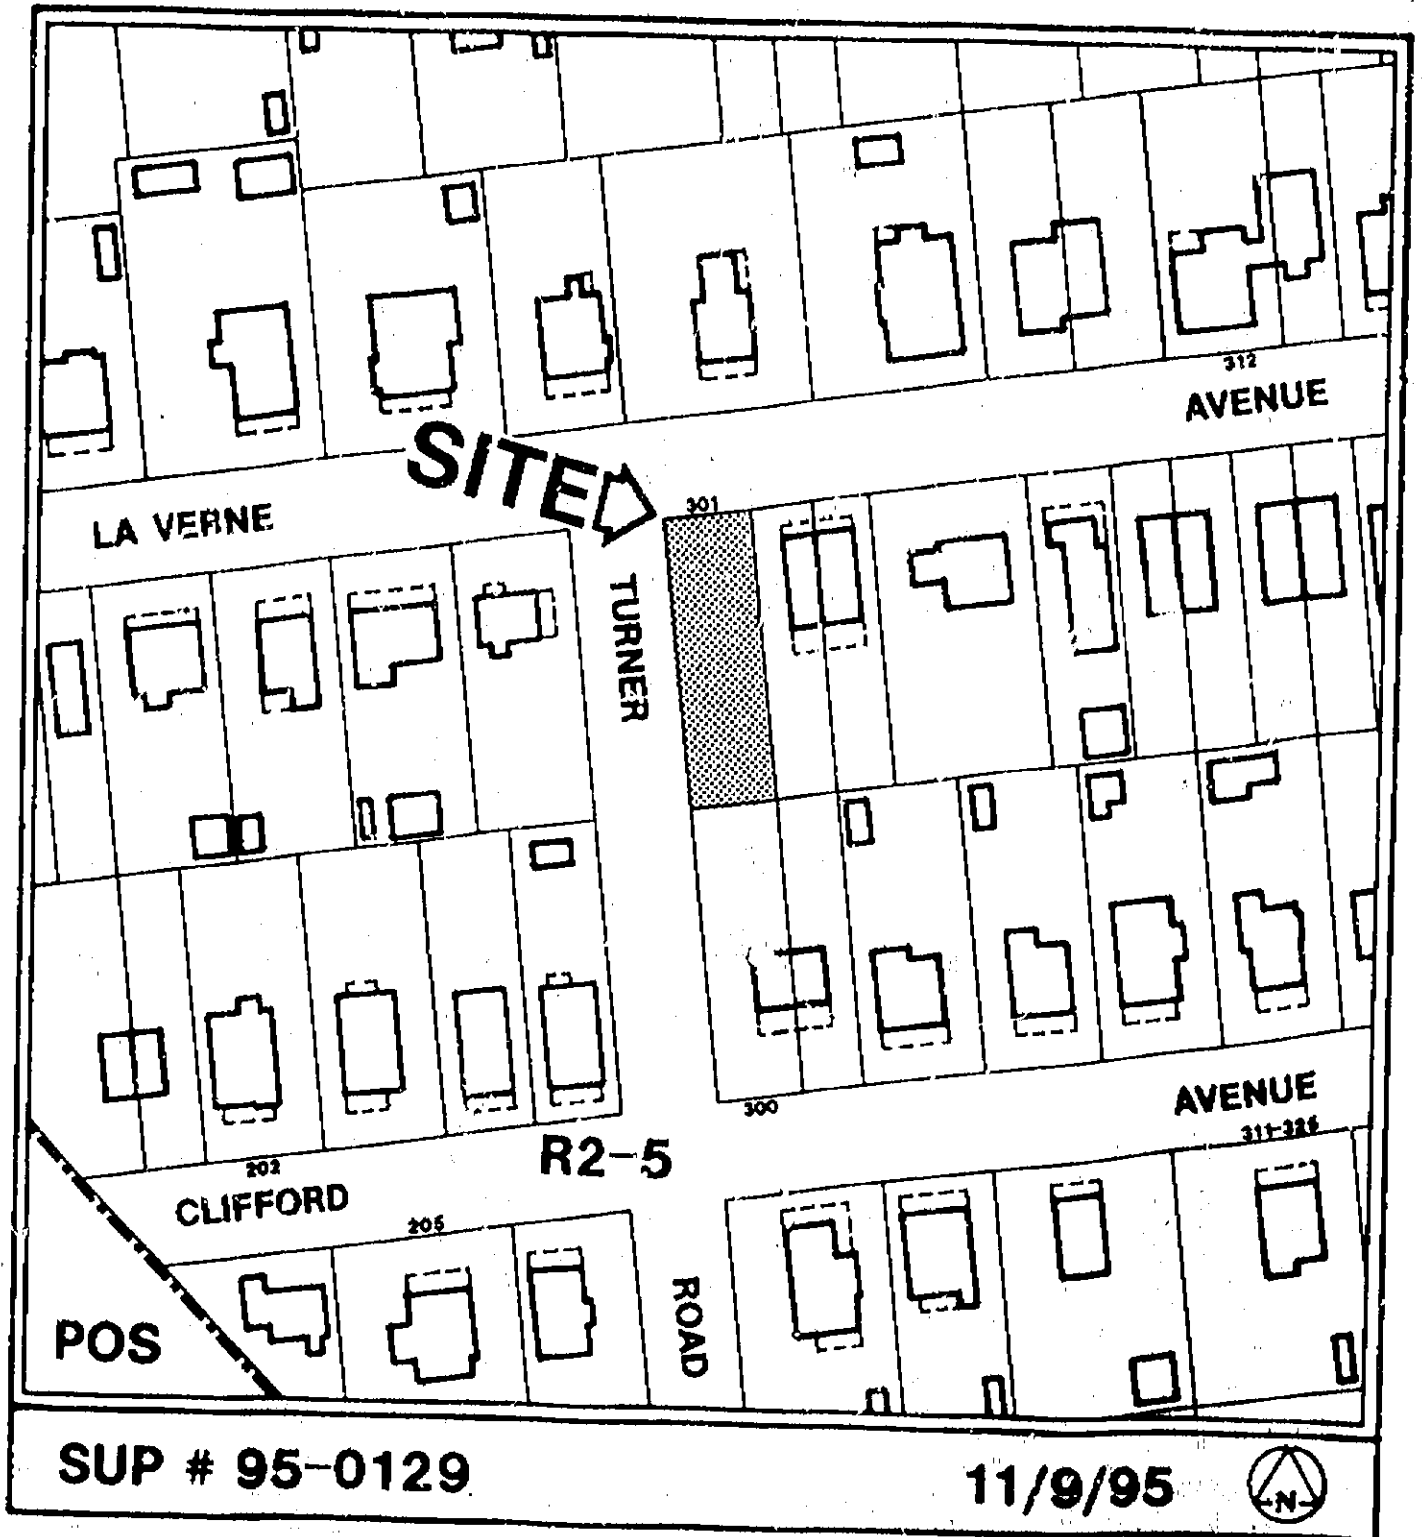 312
AVENUE
SITE
301
LA VERNE
TURNER
300
AVENUE
311-325
R2-5
202
CLIFFORD
205
ROAD
POS
SUP # 95-0129
11/9/95
N